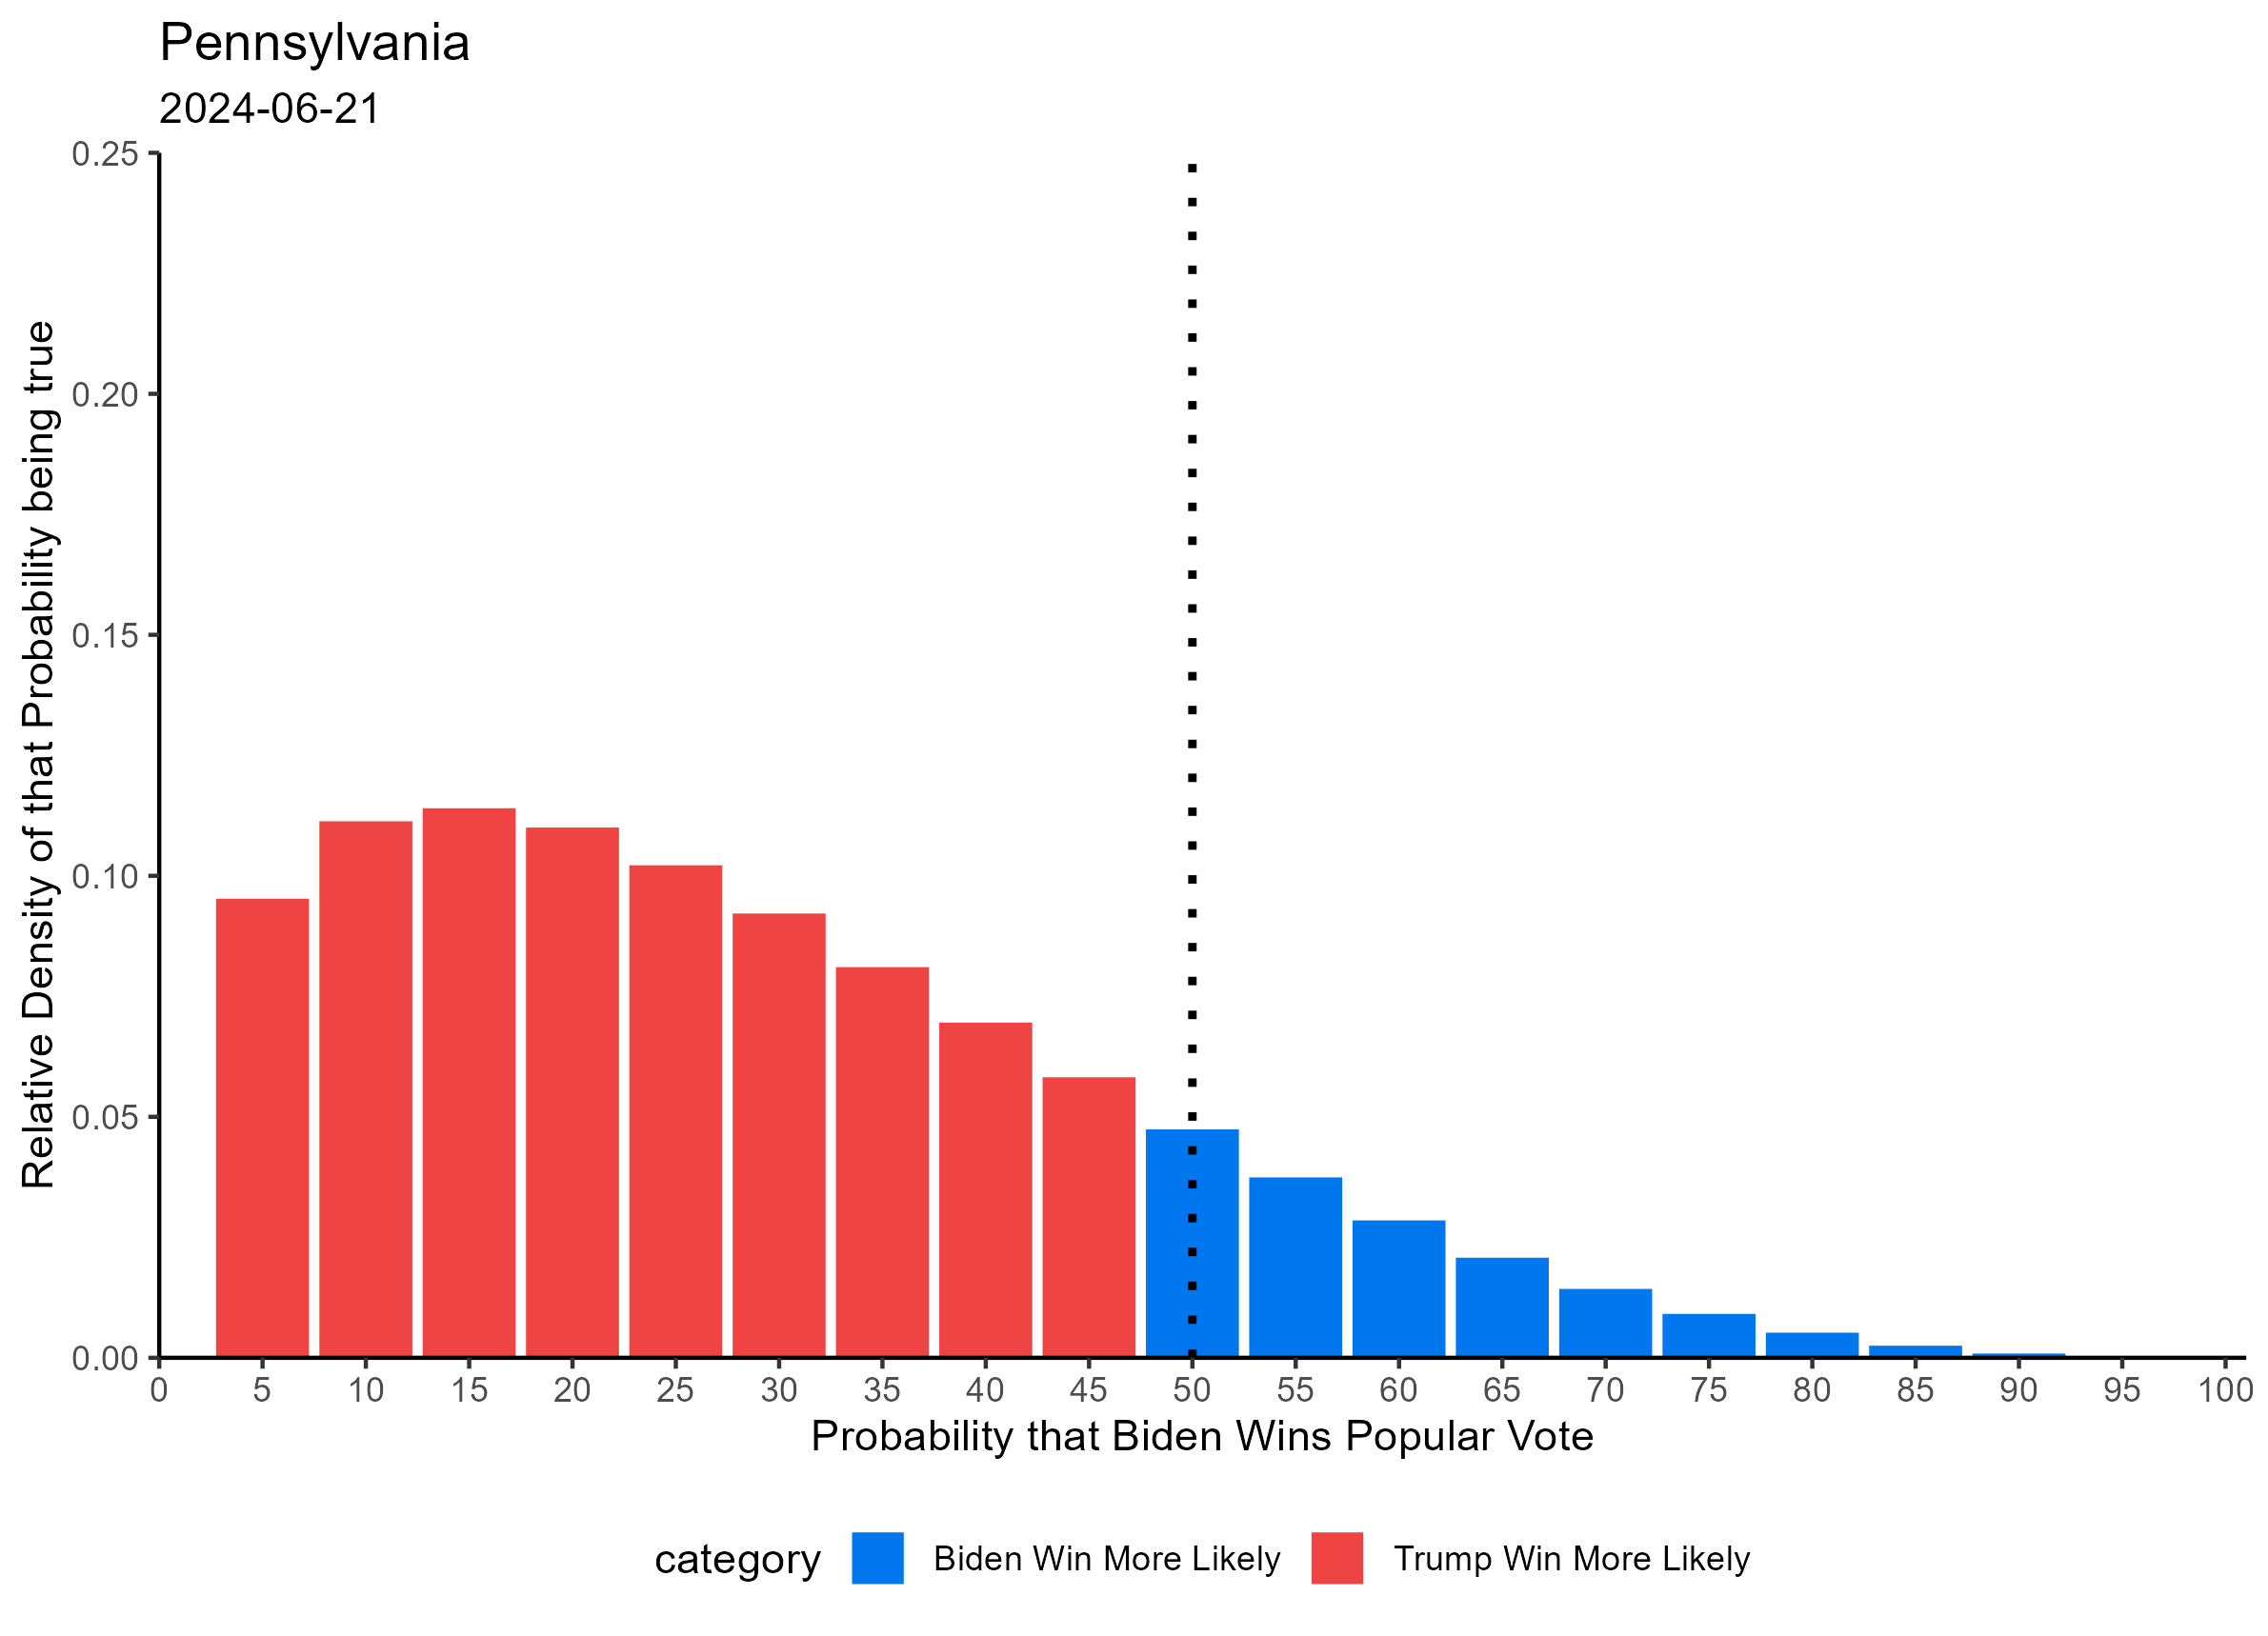 Pennsylvania
2024-06-21
Relative Density of that Probability being true
0.25
0.20
0.15
0.10
0.05
0.00
0 5 10 15 20 25 30 35 40 45 50 55 60 65 70 75 80 85 90 95 100
Probability that Biden Wins Popular Vote
category Biden Win More Likely Trump Win More Likely